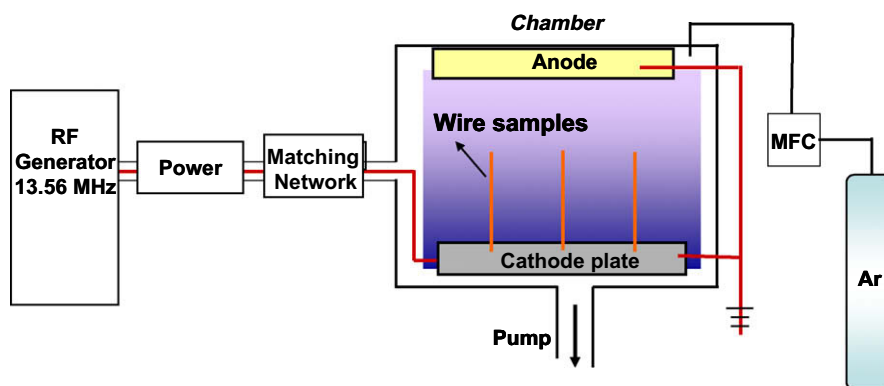 Chamber
Anode
Wire samples
RF
Generator
13.56 MHz
Power
Matching
Network
MFC
Cathode plate
Ar
Pump